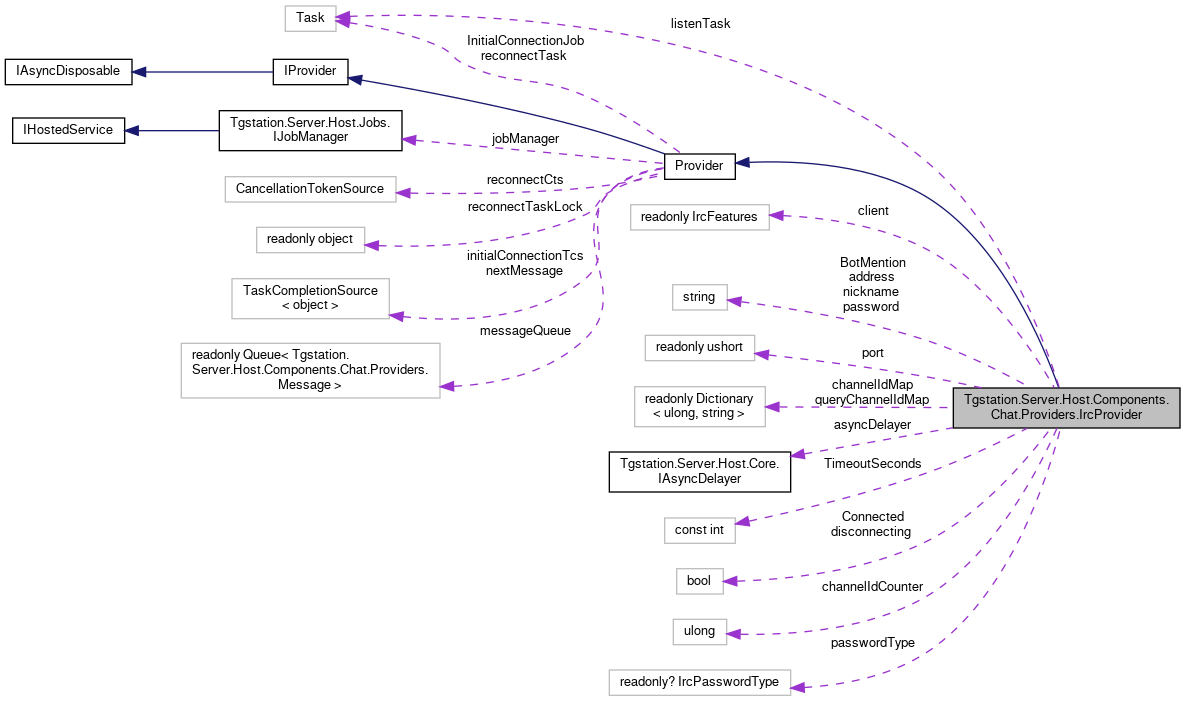 Task
listenTask
InitialConnectionJob
reconnectTask
IAsyncDisposable
IProvider
IHostedService
Tgstation.Server.Host.Jobs.
IJobManager
jobManager
Provider
CancellationTokenSource
reconnectCts
readonly object
reconnectTaskLock
readonly IrcFeatures
client
TaskCompletionSource
< object >
initialConnectionTcs
nextMessage
string
BotMention
address
nickname
password
readonly Queue< Tgstation.
Server.Host.Components.Chat.Providers.
Message >
messageQueue
readonly ushort
port
readonly Dictionary
< ulong, string >
channelIdMap
queryChannelIdMap
Tgstation.Server.Host.Components.
Chat.Providers.IrcProvider
Tgstation.Server.Host.Core.
IAsyncDelayer
asyncDelayer
const int
TimeoutSeconds
bool
Connected
disconnecting
ulong
channelIdCounter
readonly? IrcPasswordType
passwordType